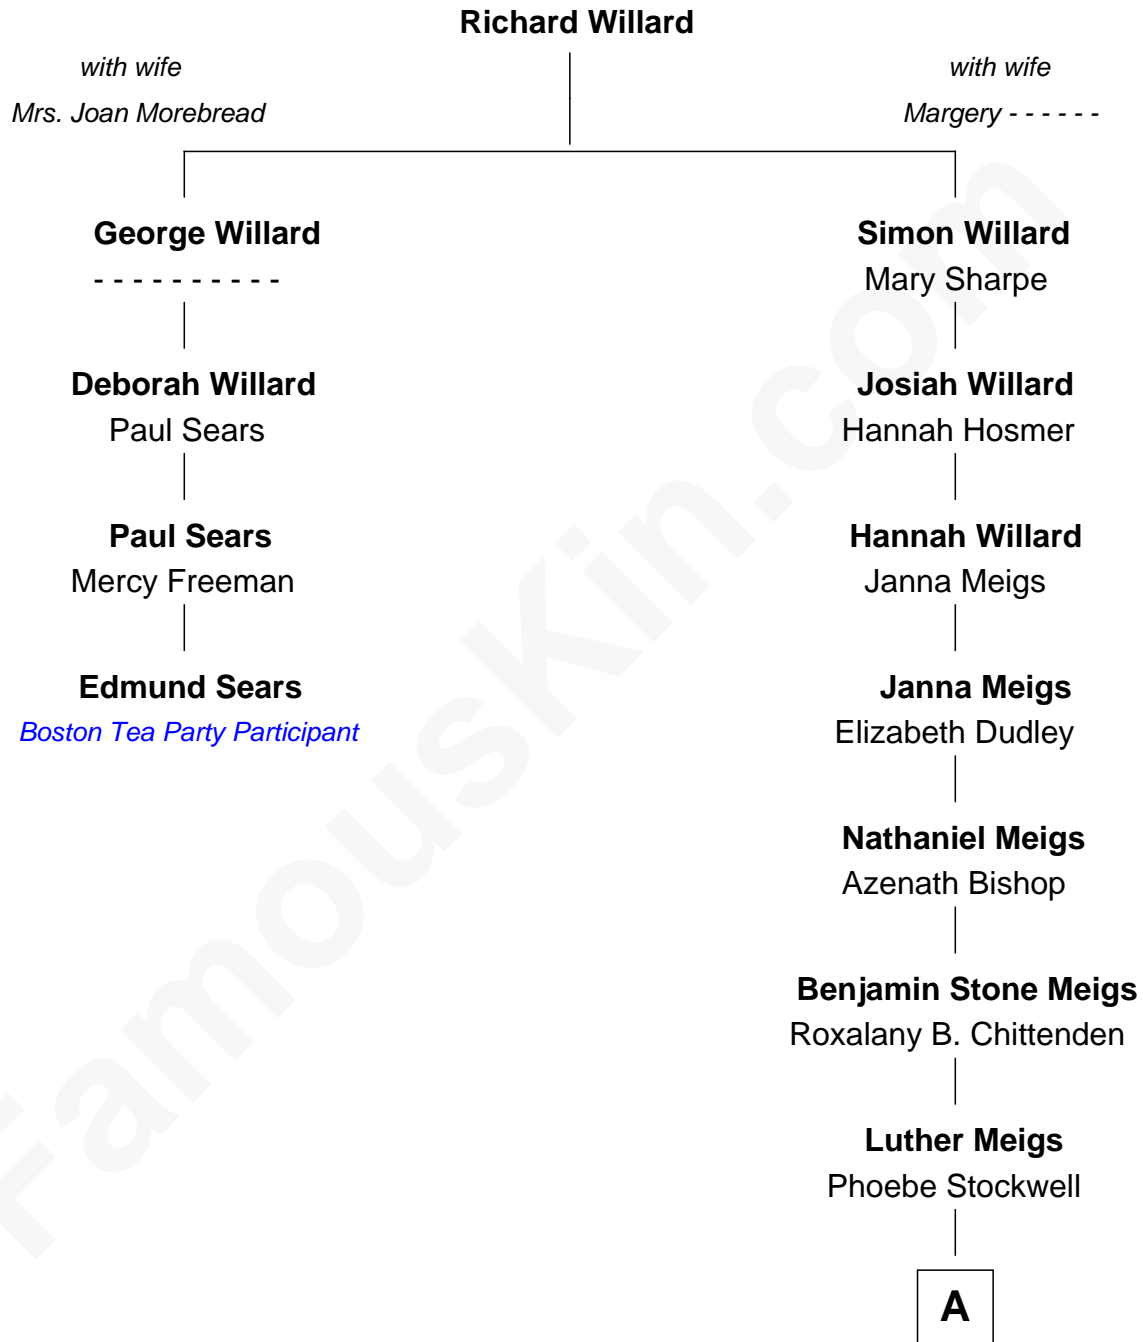 Richard Willard
with wife
Mrs. Joan Morebread
with wife
Margery - - - - - -
George Willard
- - - - - - - - - -
Deborah Willard
Paul Sears
Paul Sears
Mercy Freeman
Edmund Sears
Boston Tea Party Participant
Simon Willard
Mary Sharpe
Josiah Willard
Hannah Hosmer
Hannah Willard
Janna Meigs
Janna Meigs
Elizabeth Dudley
Nathaniel Meigs
Azenath Bishop
Benjamin Stone Meigs
Roxalany B. Chittenden
Luther Meigs
Phoebe Stockwell
A
FamousKin.com